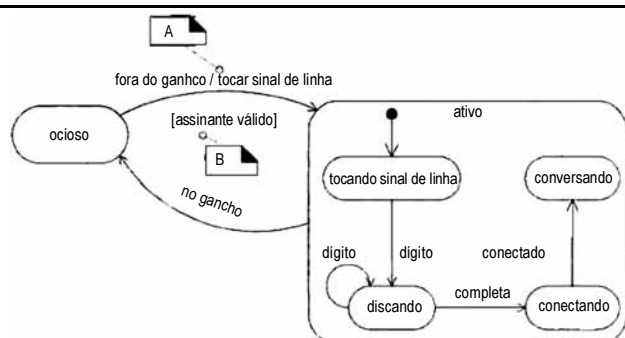 A
fora do ganhco / tocar sinal de linha
[assinante válido]
B
ocioso
no gancho
ativo
tocando sinal de linha
conversando
dígito
dígito
conectado
discando
completa
conectando